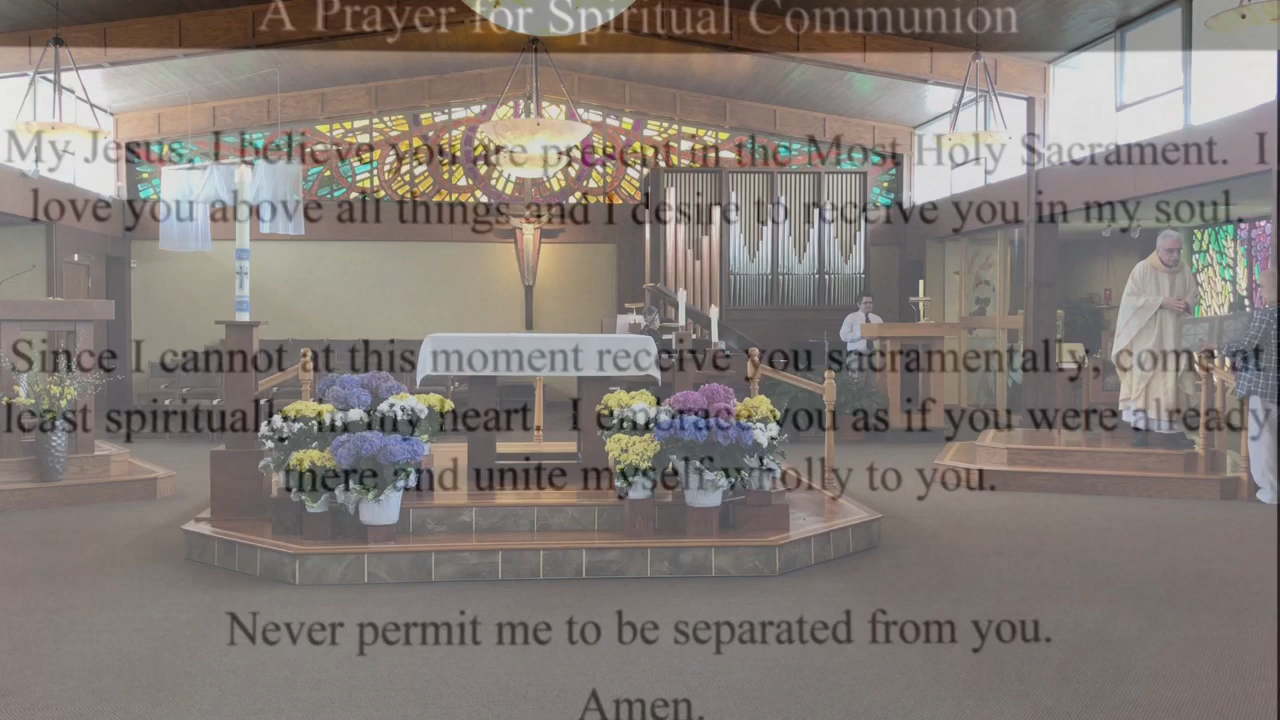 A Prayer for Spiritual Communion
My Jesus, I believe you are present in the Most Holy Sacrament. I
love you above all things and I desire to receive you in my soul.
Since I cannot at this moment receive you sacramentally, come at
least spiritually in my heart. I embrace you as if you were already
there and unite myself wholly to you.
Never permit me to be separated from you.
Amen.